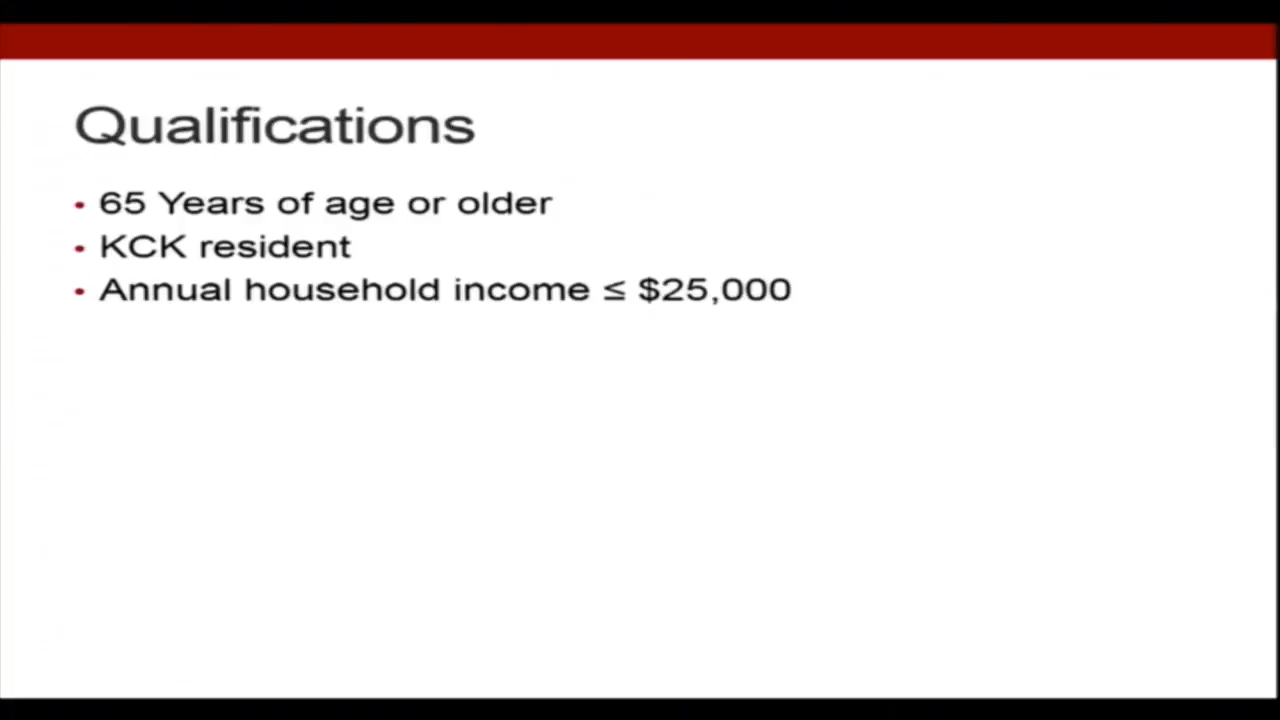 Qualifications
• 65 Years of age or older
• KCK resident
• Annual household income ≤ $25,000